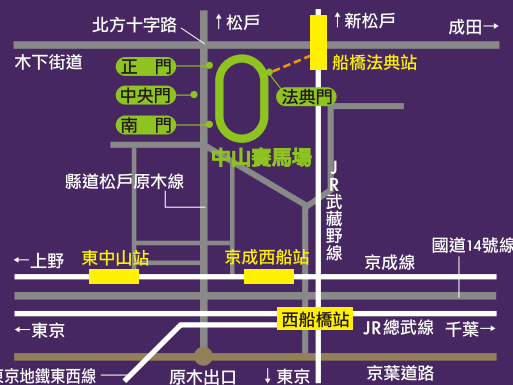 北方十字路
↑松戶
↑新松戶
成田→
木下街道
船橋法典站
正 門
中央門
法典門
南 門
中山賽馬場
縣道松戶原木線
JR武藏野線
國道14號線
←上野
東中山站
京成西船站
京成線
西船橋站
←東京
JR總武線
千葉→
東京地鐵東西線
原木出口
↓東京
京葉道路